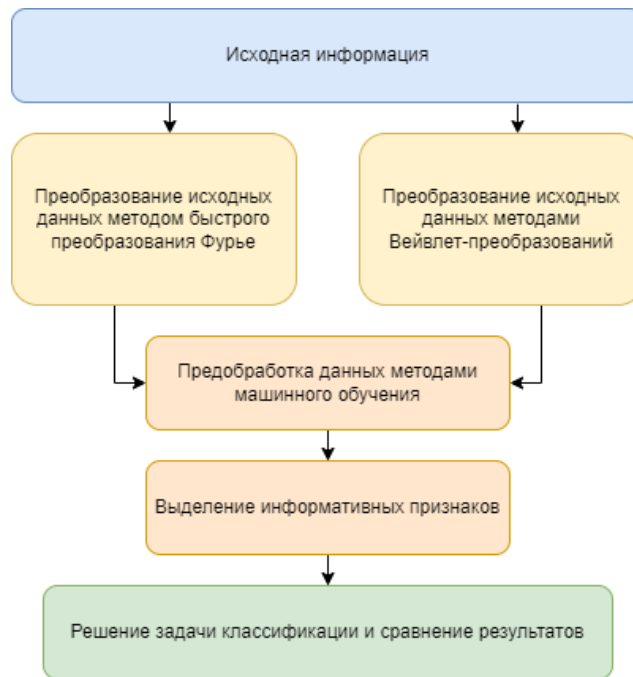 Исходная информация
Преобразование исходных
данных методом быстрого
преобразования Фурье
Преобразование исходных
данных методами
Вейвлет-преобразований
Предобработка данных методами
машинного обучения
Выделение информативных признаков
Решение задачи классификации и сравнение результатов